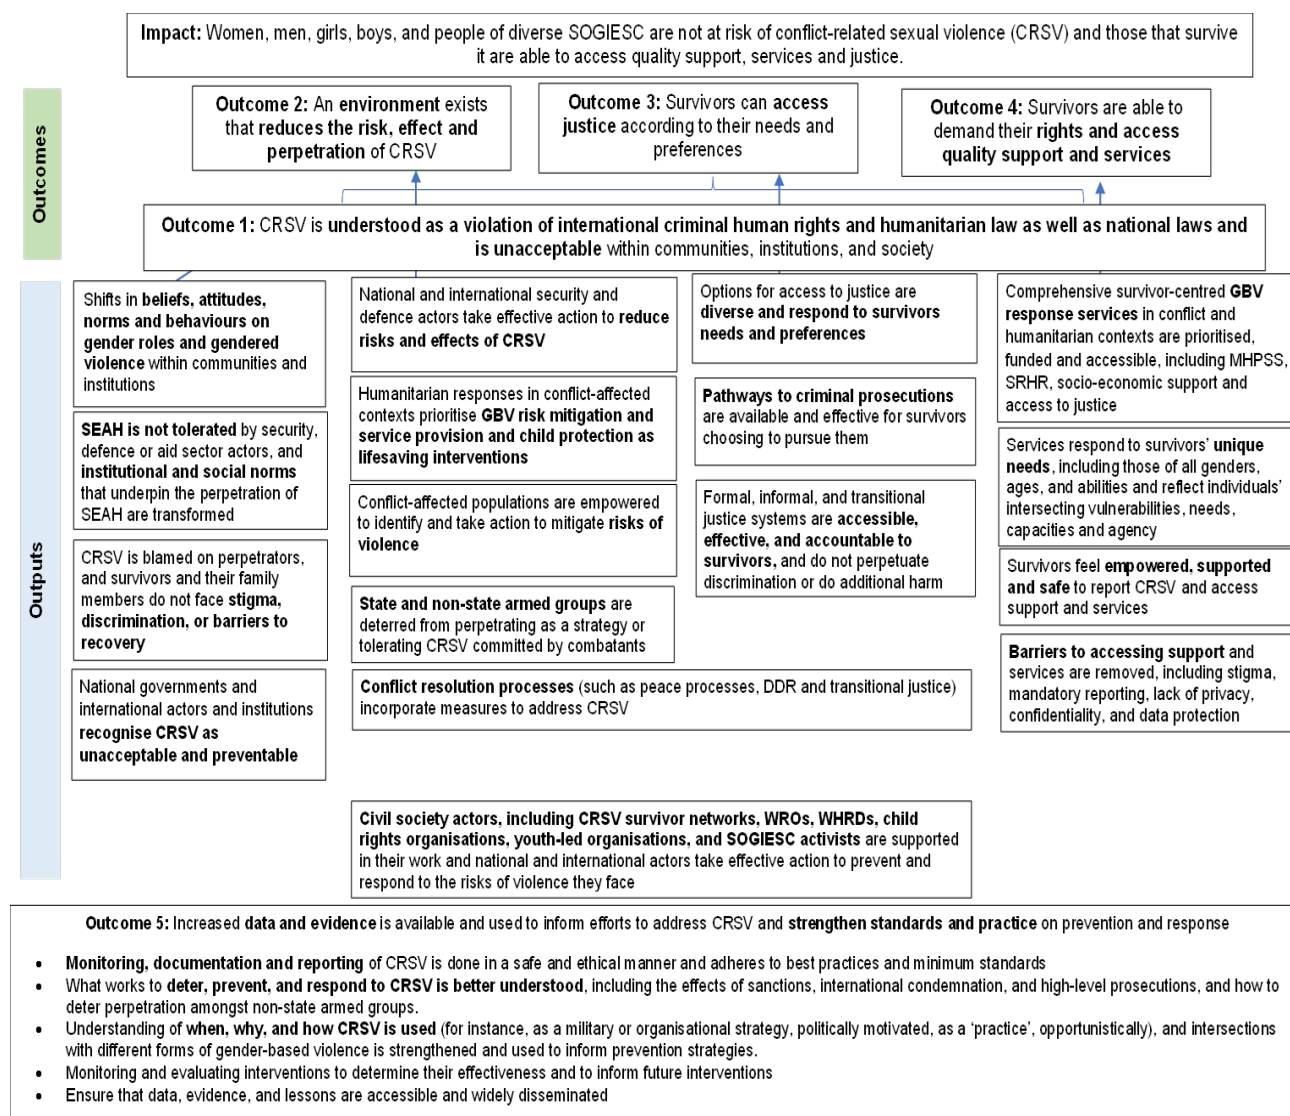 Impact: Women, men, girls, boys, and people of diverse SOGIESC are not at risk of conflict-related sexual violence (CRSV) and those that survive
it are able to access quality support, services and justice.
Outcomes
Outcome 2: An environment exists
that reduces the risk, effect and
perpetration of CRSV
Outcome 3: Survivors can access
justice according to their needs and
preferences
Outcome 4: Survivors are able to
demand their rights and access
quality support and services
Outcome 1: CRSV is understood as a violation of international criminal human rights and humanitarian law as well as national laws and
is unacceptable within communities, institutions, and society
Outputs
Shifts in beliefs, attitudes,
norms and behaviours on
gender roles and gendered
violence within communities and
institutions
SEAH is not tolerated by security,
defence or aid sector actors, and
institutional and social norms
that underpin the perpetration of
SEAH are transformed
CRSV is blamed on perpetrators,
and survivors and their family
members do not face stigma,
discrimination, or barriers to
recovery
National governments and
international actors and institutions
recognise CRSV as
unacceptable and preventable
National and international security and
defence actors take effective action to reduce
risks and effects of CRSV
Humanitarian responses in conflict-affected
contexts prioritise GBV risk mitigation and
service provision and child protection as
lifesaving interventions
Conflict-affected populations are empowered
to identify and take action to mitigate risks of
violence
State and non-state armed groups are
deterred from perpetrating as a strategy or
tolerating CRSV committed by combatants
Conflict resolution processes (such as peace processes, DDR and transitional justice)
incorporate measures to address CRSV
Civil society actors, including CRSV survivor networks, WROs, WHRDs, child
rights organisations, youth-led organisations, and SOGIESC activists are supported
in their work and national and international actors take effective action to prevent and
respond to the risks of violence they face
Options for access to justice are
diverse and respond to survivors
needs and preferences
Pathways to criminal prosecutions
are available and effective for survivors
choosing to pursue them
Formal, informal, and transitional
justice systems are accessible,
effective, and accountable to
survivors, and do not perpetuate
discrimination or do additional harm
Comprehensive survivor-centred GBV
response services in conflict and
humanitarian contexts are prioritised,
funded and accessible, including MHPSS,
SRHR, socio-economic support and
access to justice
Services respond to survivors’ unique
needs, including those of all genders,
ages, and abilities and reflect individuals’
intersecting vulnerabilities, needs,
capacities and agency
Survivors feel empowered, supported
and safe to report CRSV and access
support and services
Barriers to accessing support and
services are removed, including stigma,
mandatory reporting, lack of privacy,
confidentiality, and data protection
Outcome 5: Increased data and evidence is available and used to inform efforts to address CRSV and strengthen standards and practice on prevention and response
• Monitoring, documentation and reporting of CRSV is done in a safe and ethical manner and adheres to best practices and minimum standards
• What works to deter, prevent, and respond to CRSV is better understood, including the effects of sanctions, international condemnation, and high-level prosecutions, and how to
deter perpetration amongst non-state armed groups.
• Understanding of when, why, and how CRSV is used (for instance, as a military or organisational strategy, politically motivated, as a ‘practice’, opportunistically), and intersections
with different forms of gender-based violence is strengthened and used to inform prevention strategies.
• Monitoring and evaluating interventions to determine their effectiveness and to inform future interventions
• Ensure that data, evidence, and lessons are accessible and widely disseminated